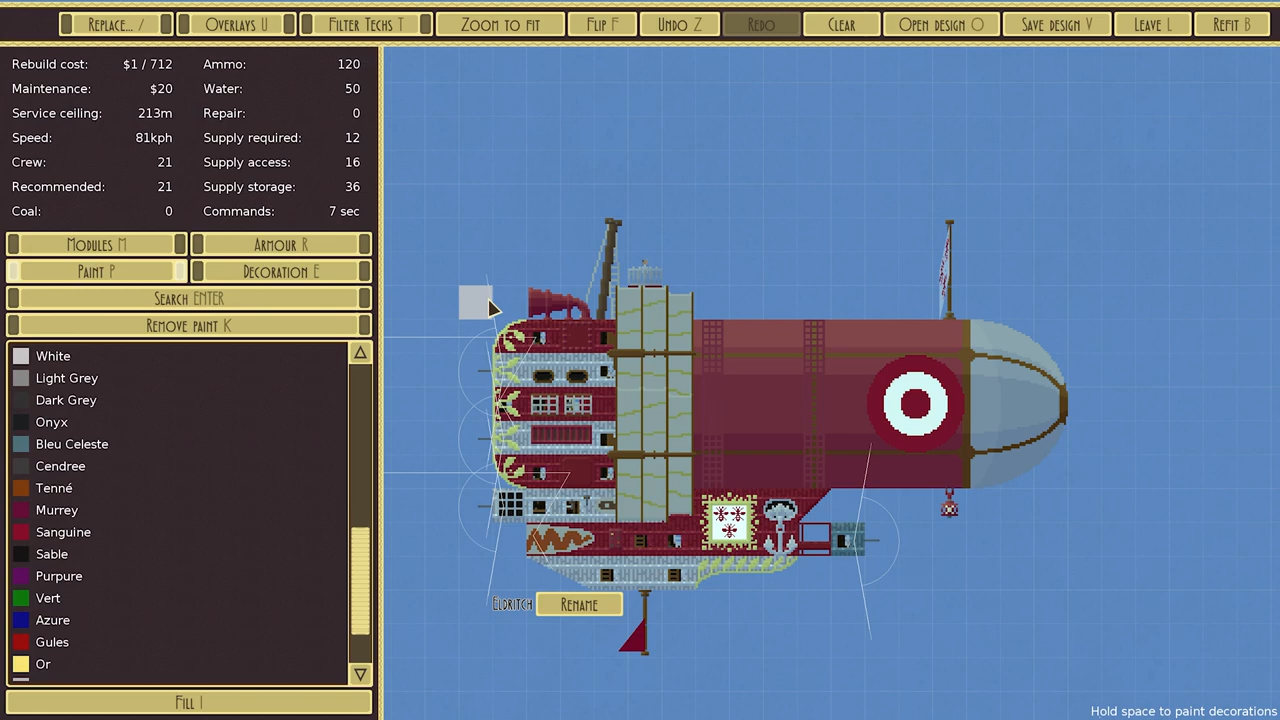 Replace... /
Overlays U
Filter Techs T
Zoom to fit
Flip F
Undo Z
Redo
Clear
Open design O
Save design V
Leave L
Refit B
Rebuild cost: $1 / 712 Ammo: 120
Maintenance: $20 Water: 50
Service ceiling: 213m Repair: 0
Speed: 81kph Supply required: 12
Crew: 21 Supply access: 16
Recommended: 21 Supply storage: 36
Coal: 0 Commands: 7 sec
Modules M
Armour R
Paint P
Decoration E
Search ENTER
Remove paint K
White
Light Grey
Dark Grey
Onyx
Bleu Celeste
Cendree
Tenné
Murrey
Sanguine
Sable
Purpure
Vert
Azure
Gules
Or
Fill I
Eldritch
Rename
Hold space to paint decorations